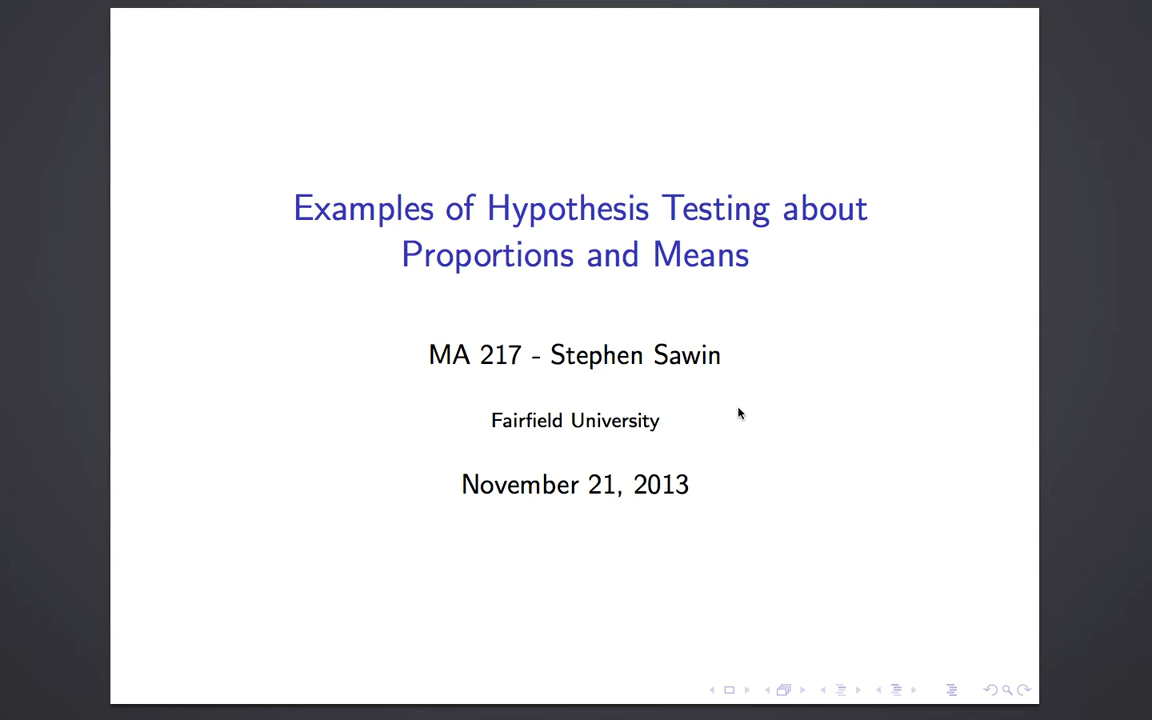 Examples of Hypothesis Testing about
Proportions and Means
MA 217 - Stephen Sawin
Fairfield University
November 21, 2013